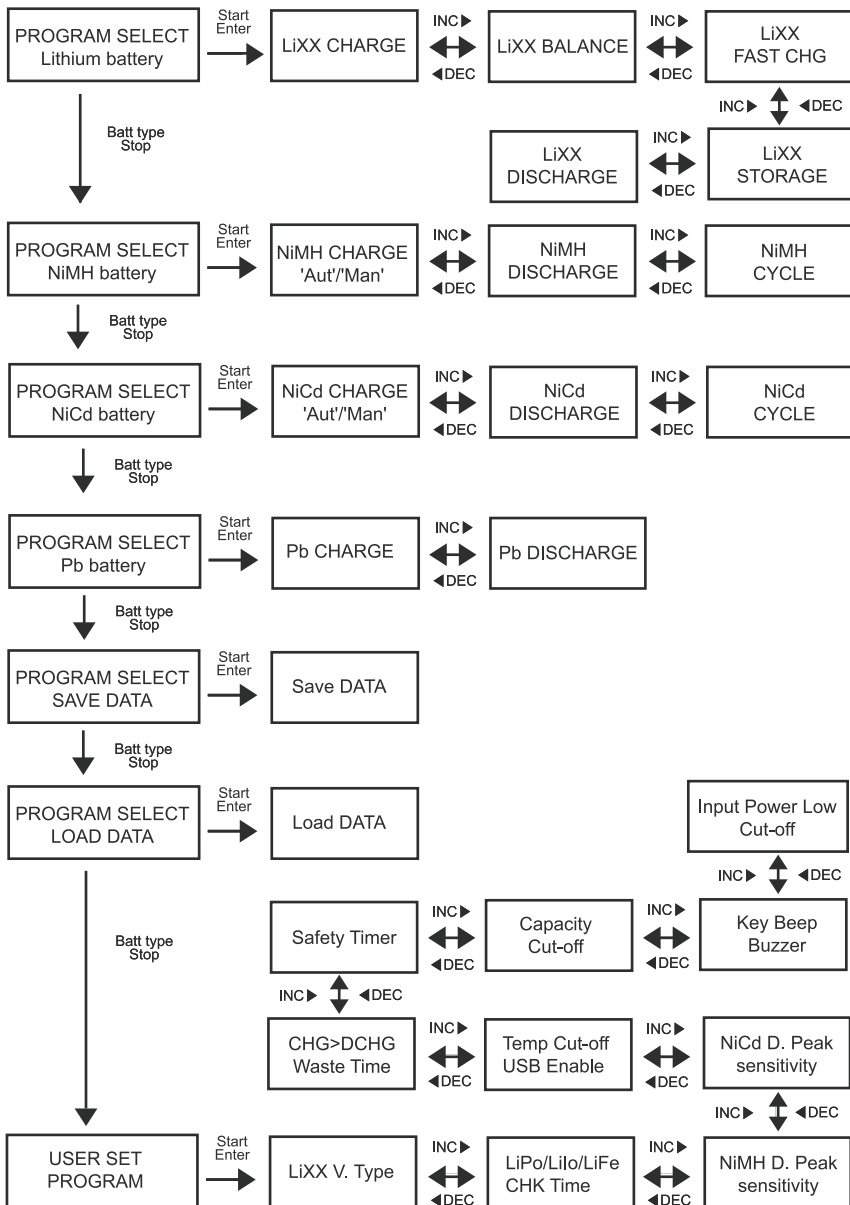 PROGRAM SELECT
Lithium battery
Start
Enter
LiXX CHARGE
INC▶
◀DEC
LiXX BALANCE
INC▶
◀DEC
LiXX
FAST CHG
INC▶ ◀DEC
Batt type
Stop
LiXX
DISCHARGE
INC▶
◀DEC
LiXX
STORAGE
PROGRAM SELECT
NiMH battery
Start
Enter
NiMH CHARGE
'Aut'/'Man'
INC▶
◀DEC
NiMH
DISCHARGE
INC▶
◀DEC
NiMH
CYCLE
Batt type
Stop
PROGRAM SELECT
NiCd battery
Start
Enter
NiCd CHARGE
'Aut'/'Man'
INC▶
◀DEC
NiCd
DISCHARGE
INC▶
◀DEC
NiCd
CYCLE
Batt type
Stop
PROGRAM SELECT
Pb battery
Start
Enter
Pb CHARGE
INC▶
◀DEC
Pb DISCHARGE
Batt type
Stop
PROGRAM SELECT
SAVE DATA
Start
Enter
Save DATA
Batt type
Stop
PROGRAM SELECT
LOAD DATA
Start
Enter
Load DATA
Input Power Low
Cut-off
INC▶ ◀DEC
Batt type
Stop
Safety Timer
INC▶
◀DEC
Capacity
Cut-off
INC▶
◀DEC
Key Beep
Buzzer
INC▶ ◀DEC
CHG>DCHG
Waste Time
INC▶
◀DEC
Temp Cut-off
USB Enable
INC▶
◀DEC
NiCd D. Peak
sensitivity
INC▶ ◀DEC
USER SET
PROGRAM
Start
Enter
LiXX V. Type
INC▶
◀DEC
LiPo/LiIo/LiFe
CHK Time
INC▶
◀DEC
NiMH D. Peak
sensitivity